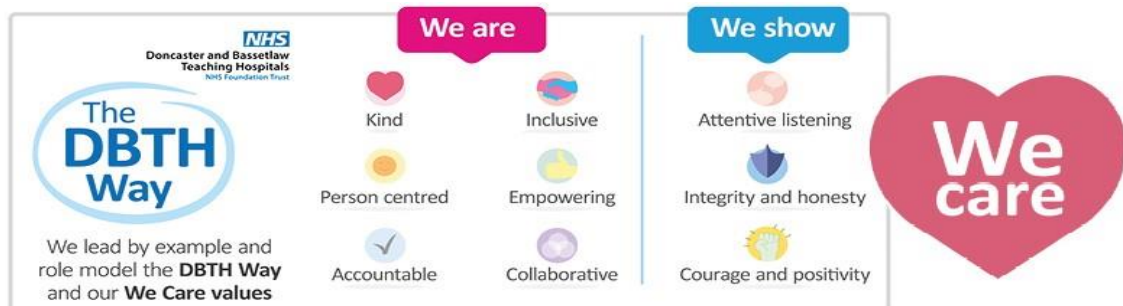 NHS
Doncaster and Bassetlaw
Teaching Hospitals
NHS Foundation Trust
The
DBTH
Way
We lead by example and
role model the DBTH Way
and our We Care values
We are
Kind
Inclusive
Person centred
Empowering
Accountable
Collaborative
We show
Attentive listening
Integrity and honesty
Courage and positivity
We
care